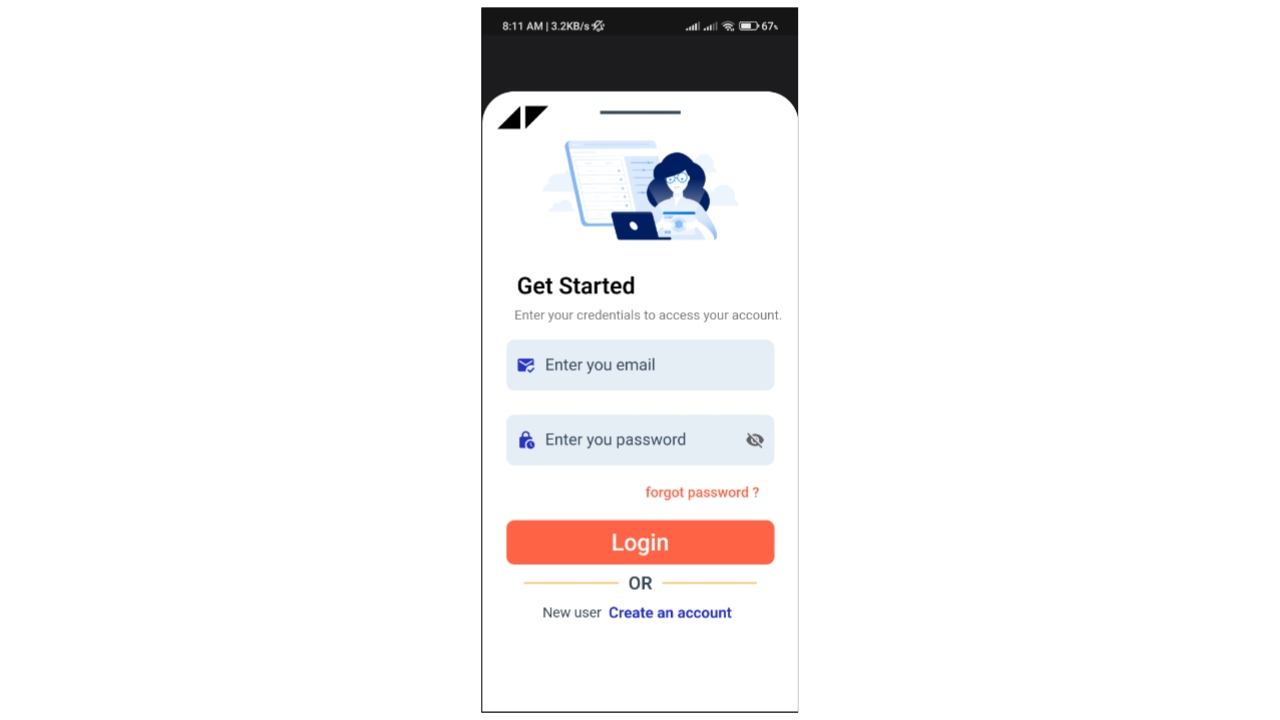 8:11 AM | 3.2KB/s 67%
Get Started
Enter your credentials to access your account.
Enter you email
Enter you password
forgot password ?
Login
OR
New user Create an account